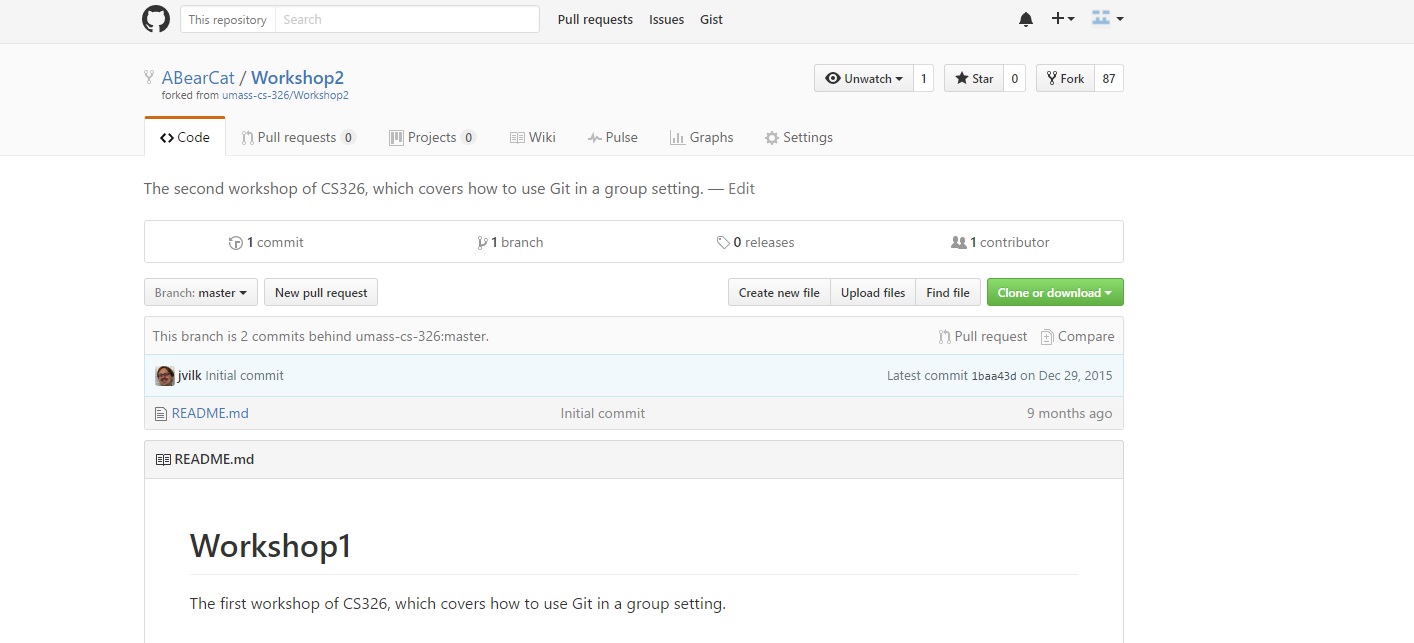 This repository Search Pull requests Issues Gist
ABearCat / Workshop2 Unwatch 1 Star 0 Fork 87
forked from umass-cs-326/Workshop2
Code Pull requests 0 Projects 0 Wiki Pulse Graphs Settings
The second workshop of CS326, which covers how to use Git in a group setting. — Edit
1 commit 1 branch 0 releases 1 contributor
Branch: master New pull request Create new file Upload files Find file Clone or download
This branch is 2 commits behind umass-cs-326:master. Pull request Compare
jvilk Initial commit Latest commit 1baa43d on Dec 29, 2015
README.md Initial commit 9 months ago
README.md
Workshop1
The first workshop of CS326, which covers how to use Git in a group setting.